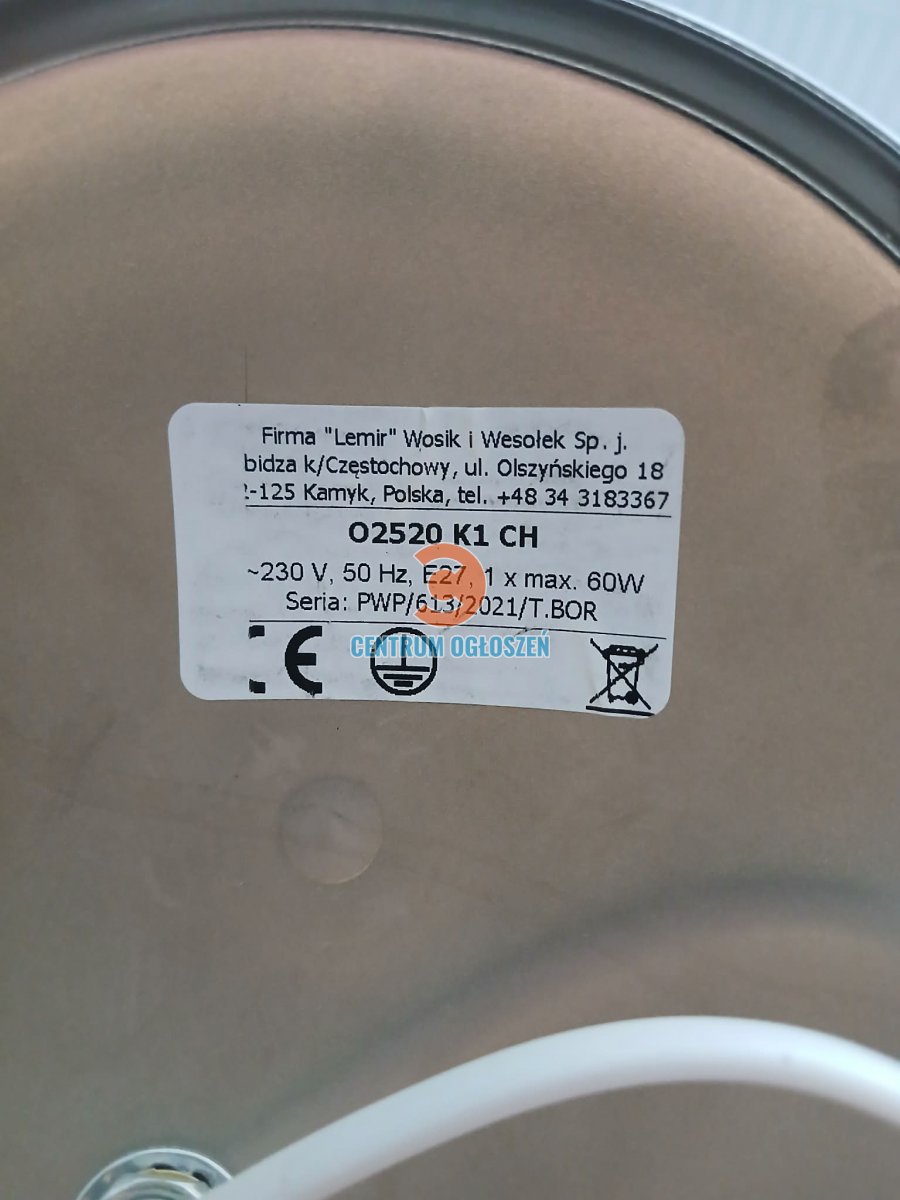 Firma "Lemir" Wosik i Wesołek Sp. j.
bidza k/Częstochowy, ul. Olszyńskiego 18
-125 Kamyk, Polska, tel. +48 34 3183367
O2520 K1 CH
~230 V, 50 Hz, E27, 1 x max. 60W
Seria: PWP/613/2021/T.BOR
CE
CENTRUM OGŁOSZEŃ